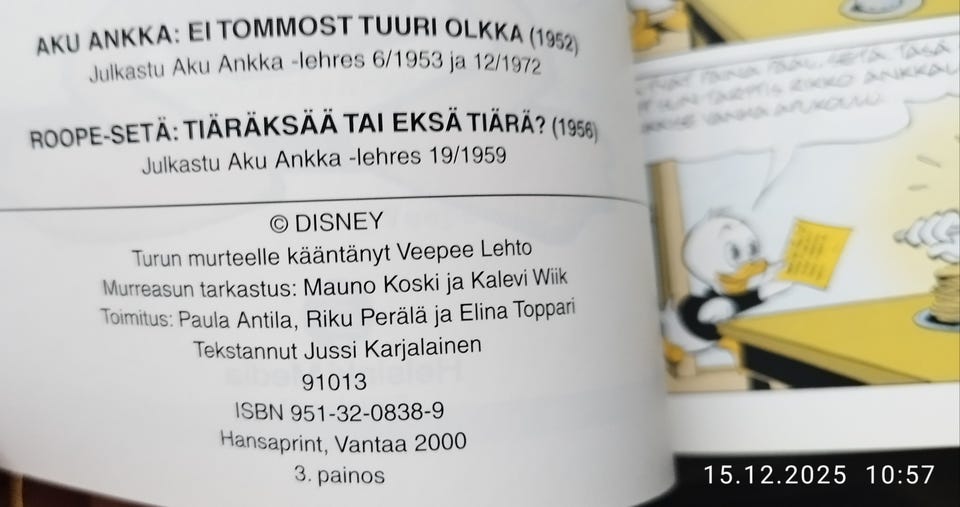 AKU ANKKA: EI TOMMOST TUURI OLKKA (1952)
Julkastu Aku Ankka -lehres 6/1953 ja 12/1972
ROOPE-SETÄ: TIÄRÄKSÄÄ TAI EKSÄ TIÄRÄ? (1956)
Julkastu Aku Ankka -lehres 19/1959
© DISNEY
Turun murteelle kääntänyt Veepee Lehto
Murreasun tarkastus: Mauno Koski ja Kalevi Wiik
Toimitus: Paula Antila, Riku Perälä ja Elina Toppari
Tekstannut Jussi Karjalainen
91013
ISBN 951-32-0838-9
Hansaprint, Vantaa 2000
3. painos
RIKKO ANKKAL
VANHA
15.12.2025 10:57